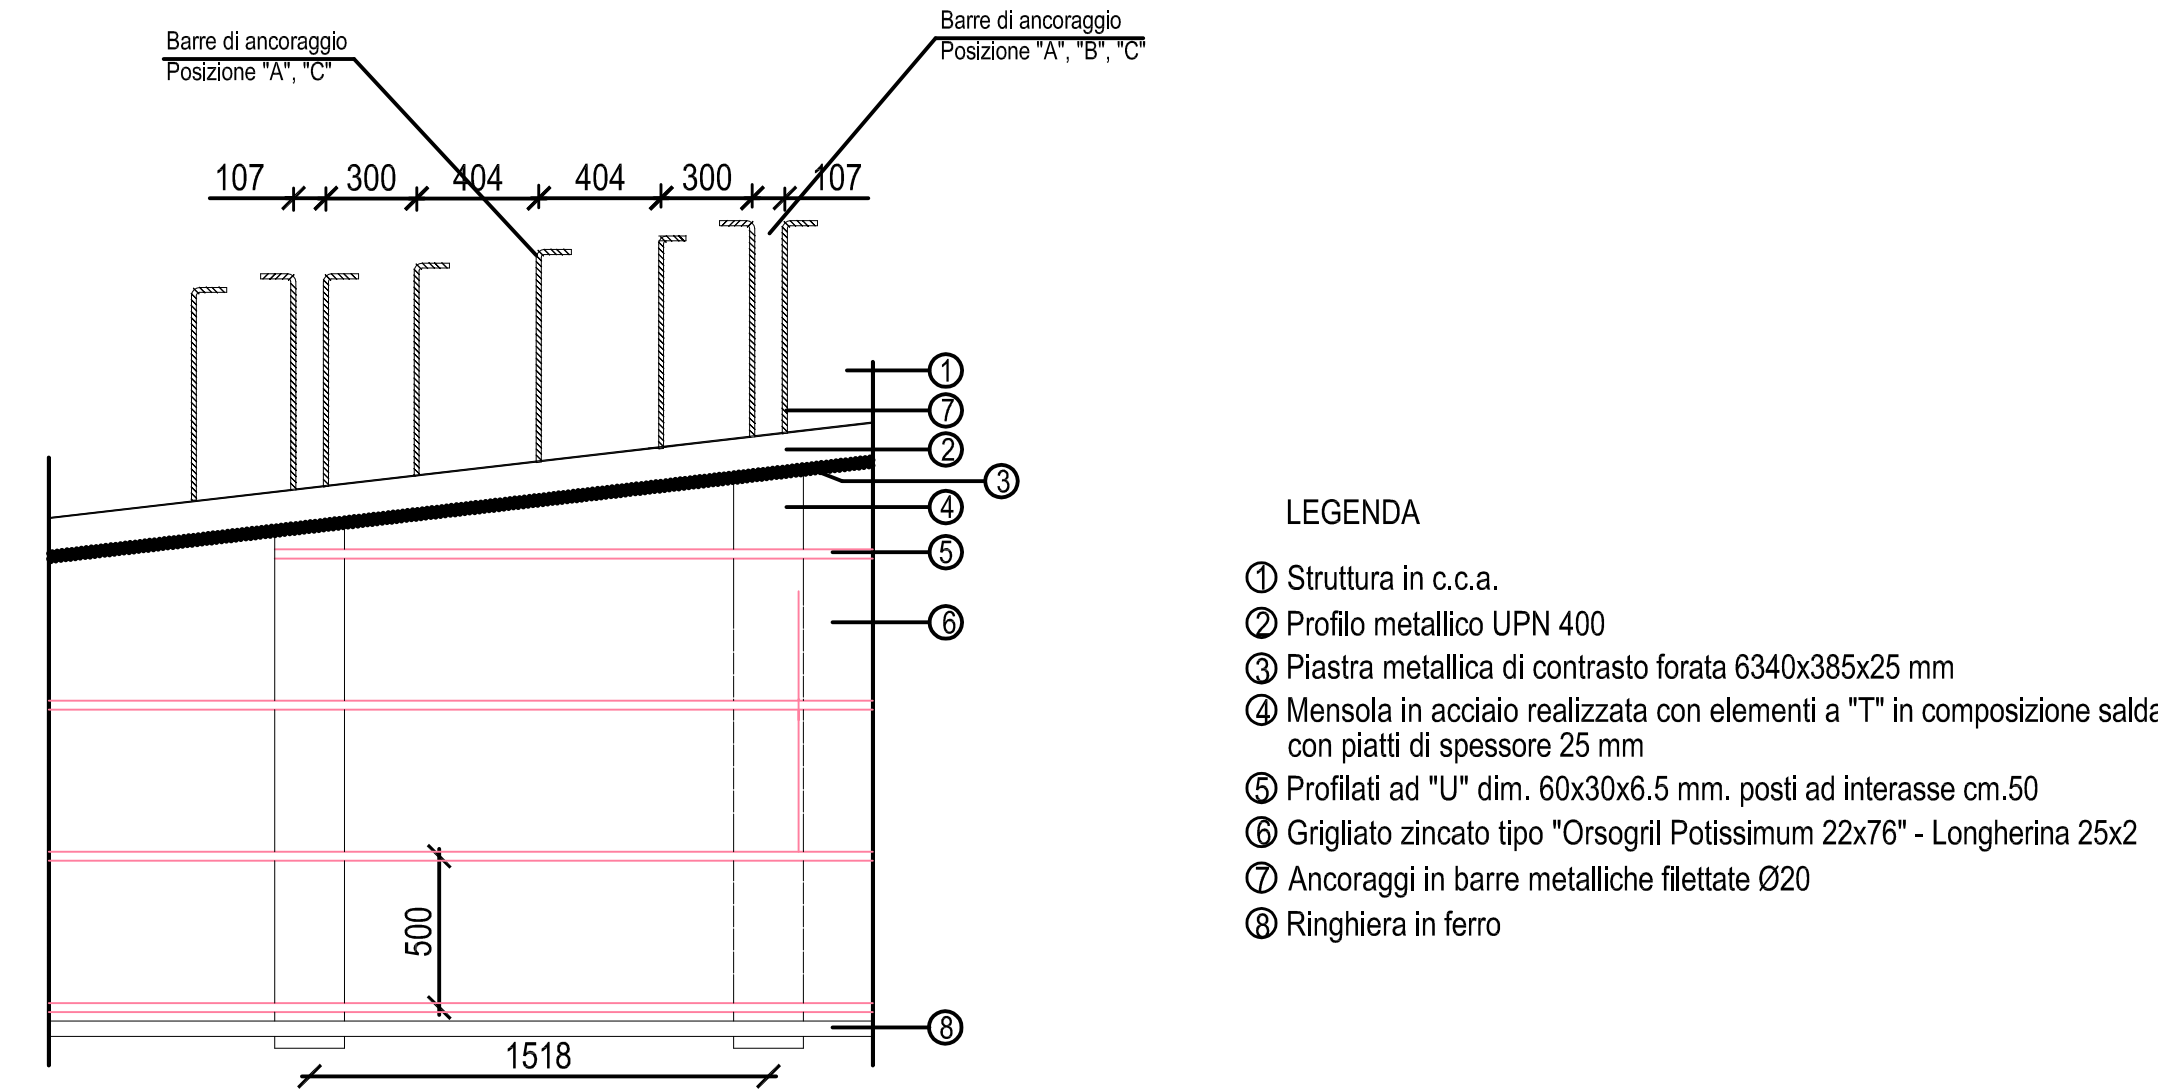 Barre di ancoraggio
Posizione "A", "C"
Barre di ancoraggio
Posizione "A", "B", "C"
107 300 404 404 300 107
1
7
2
3
4
5
6
8
500
1518
LEGENDA
1 Struttura in c.c.a.
2 Profilo metallico UPN 400
3 Piastra metallica di contrasto forata 6340x385x25 mm
4 Mensola in acciaio realizzata con elementi a "T" in composizione salda
con piatti di spessore 25 mm
5 Profilati ad "U" dim. 60x30x6.5 mm. posti ad interasse cm.50
6 Grigliato zincato tipo "Orsogril Potissimum 22x76" - Longherina 25x2
7 Ancoraggi in barre metalliche filettate Ø20
8 Ringhiera in ferro